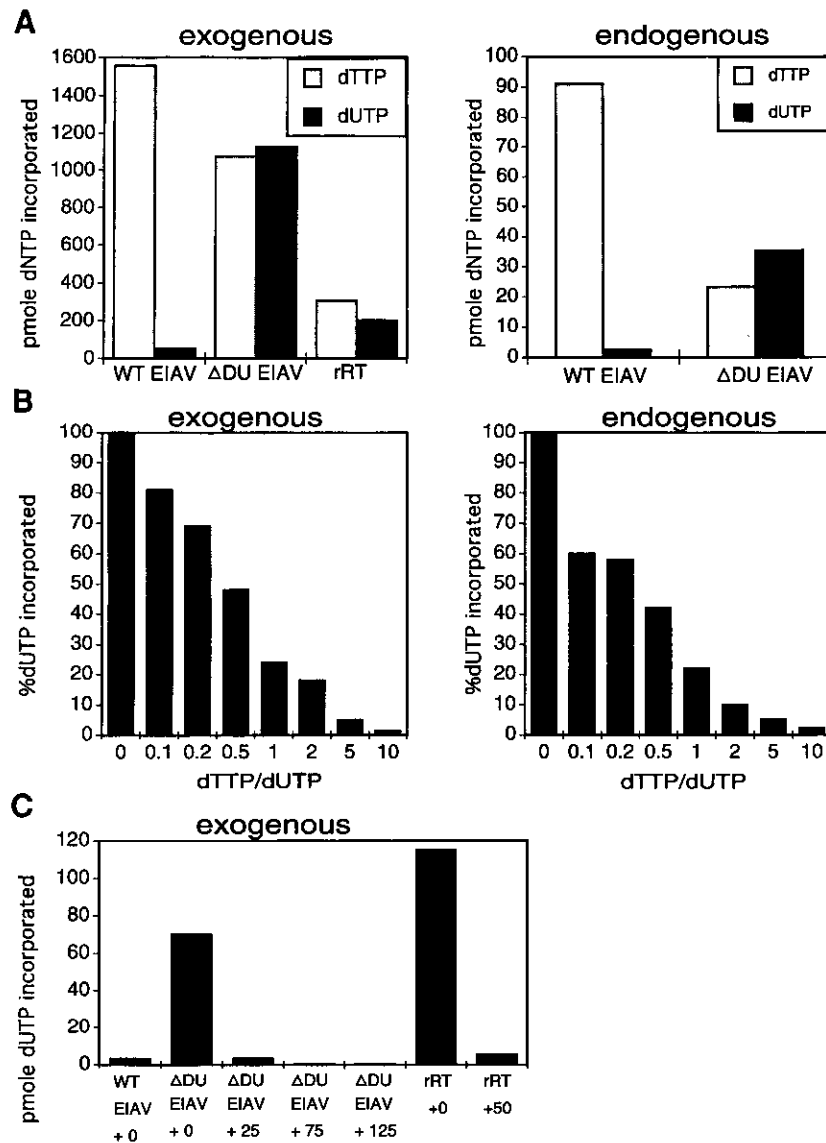 A
exogenous
pmole dNTP incorporated
1600
1400
1200
1000
800
600
400
200
0
dTTP
dUTP
WT EIAV
ΔDU EIAV
rRT
endogenous
pmole dNTP incorporated
100
90
80
70
60
50
40
30
20
10
0
dTTP
dUTP
WT EIAV
ΔDU EIAV
B
exogenous
%dUTP incorporated
100
90
80
70
60
50
40
30
20
10
0
0 0.1 0.2 0.5 1 2 5 10
dTTP/dUTP
endogenous
%dUTP incorporated
100
90
80
70
60
50
40
30
20
10
0
0 0.1 0.2 0.5 1 2 5 10
dTTP/dUTP
C
exogenous
pmole dUTP incorporated
120
100
80
60
40
20
0
WT
EIAV
+ 0
ΔDU
EIAV
+ 0
ΔDU
EIAV
+ 25
ΔDU
EIAV
+ 75
ΔDU
EIAV
+ 125
rRT
+0
rRT
+50